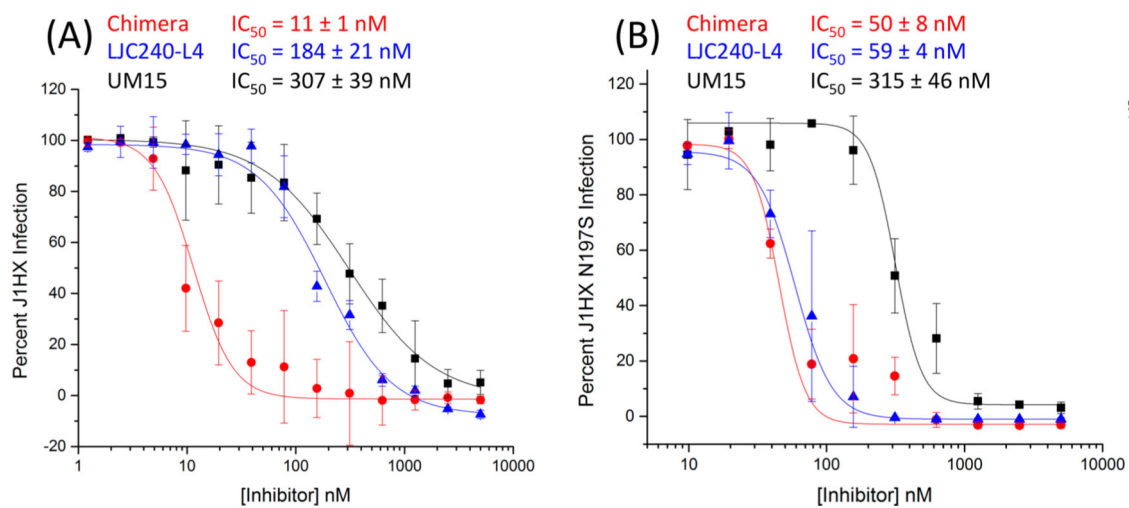 (A)
Chimera IC50 = 11 ± 1 nM
LJC240-L4 IC50 = 184 ± 21 nM
UM15 IC50 = 307 ± 39 nM
120
100
80
60
40
20
0
-20
Percent J1HX Infection
1 10 100 1000 10000
[Inhibitor] nM
(B)
Chimera IC50 = 50 ± 8 nM
LJC240-L4 IC50 = 59 ± 4 nM
UM15 IC50 = 315 ± 46 nM
120
100
80
60
40
20
0
Percent J1HX N197S Infection
10 100 1000 10000
[Inhibitor] nM